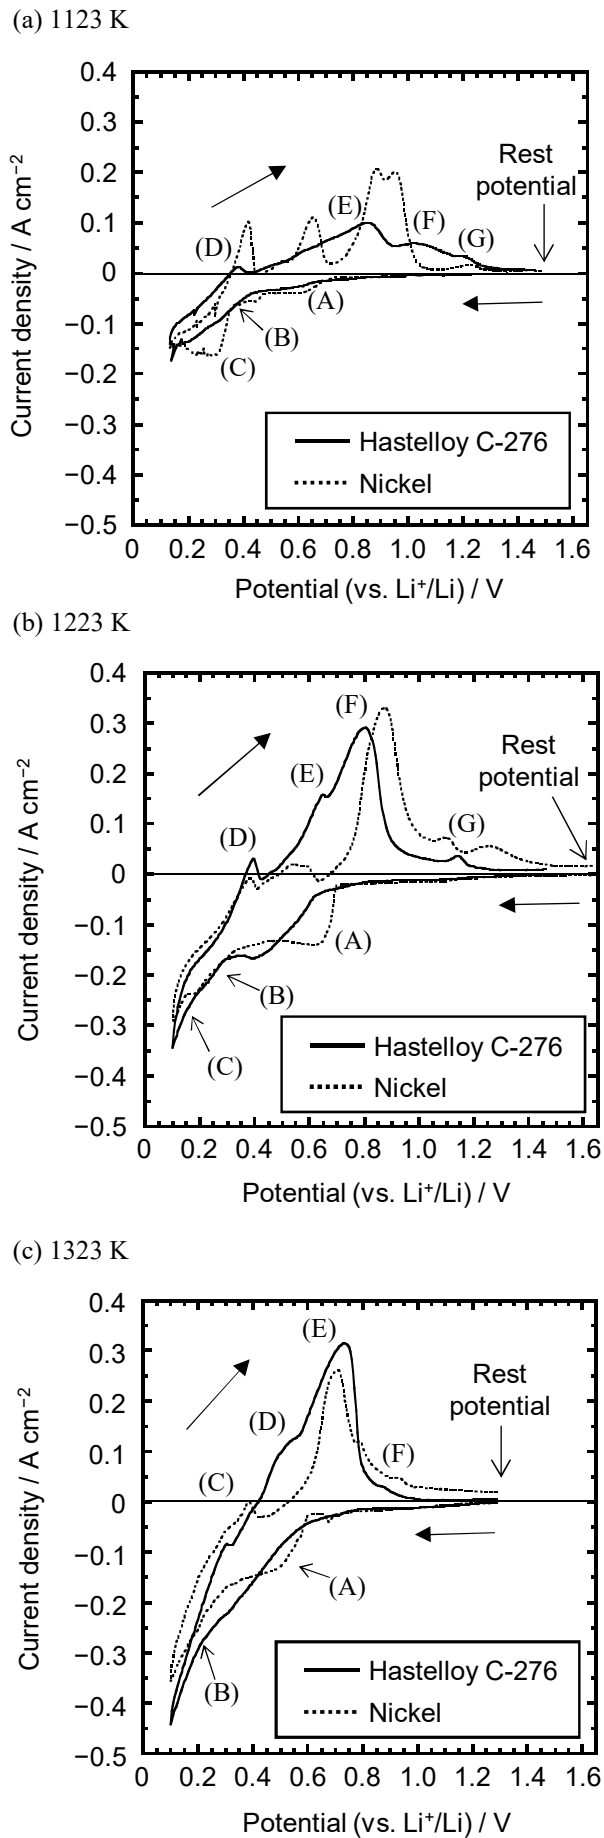 (a) 1123 K
0.4
0.3
0.2
0.1
0
−0.1
−0.2
−0.3
−0.4
−0.5
Current density / A cm−2
Rest
potential
(E)
(F)
(D)
(G)
(A)
(B)
(C)
Hastelloy C-276
Nickel
0 0.2 0.4 0.6 0.8 1.0 1.2 1.4 1.6
Potential (vs. Li+/Li) / V
(b) 1223 K
0.4
0.3
0.2
0.1
0
−0.1
−0.2
−0.3
−0.4
−0.5
Current density / A cm−2
(F)
Rest
potential
(E)
(D)
(G)
(A)
(B)
(C)
Hastelloy C-276
Nickel
0
0 0.2 0.4 0.6 0.8 1.0 1.2 1.4 1.6
Potential (vs. Li+/Li) / V
(c) 1323 K
0.4
0.3
0.2
0.1
0
−0.1
−0.2
−0.3
−0.4
−0.5
Current density / A cm−2
(E)
Rest
potential
(D)
(F)
(C)
(A)
(B)
Hastelloy C-276
Nickel
0 0.2 0.4 0.6 0.8 1.0 1.2 1.4 1.6
Potential (vs. Li+/Li) / V